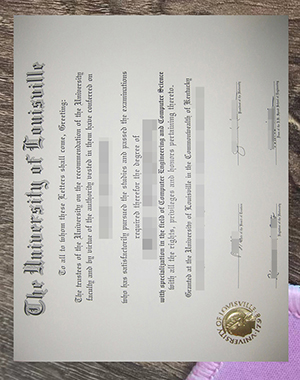 The University of Louisville
To all to whom these Letters shall come, Greeting:
The trustees of the University on the recommendation of the University
faculty and by virtue of the authority vested in them have conferred on
who has satisfactorily pursued the studies and passed the examinations
required therefor the degree of
with specialization in the field of Computer Engineering and Computer Science
with all the rights, privileges and honors pertaining thereto.
Granted at the University of Louisville in the Commonwealth of Kentucky
UNIVERSITY OF LOUISVILLE